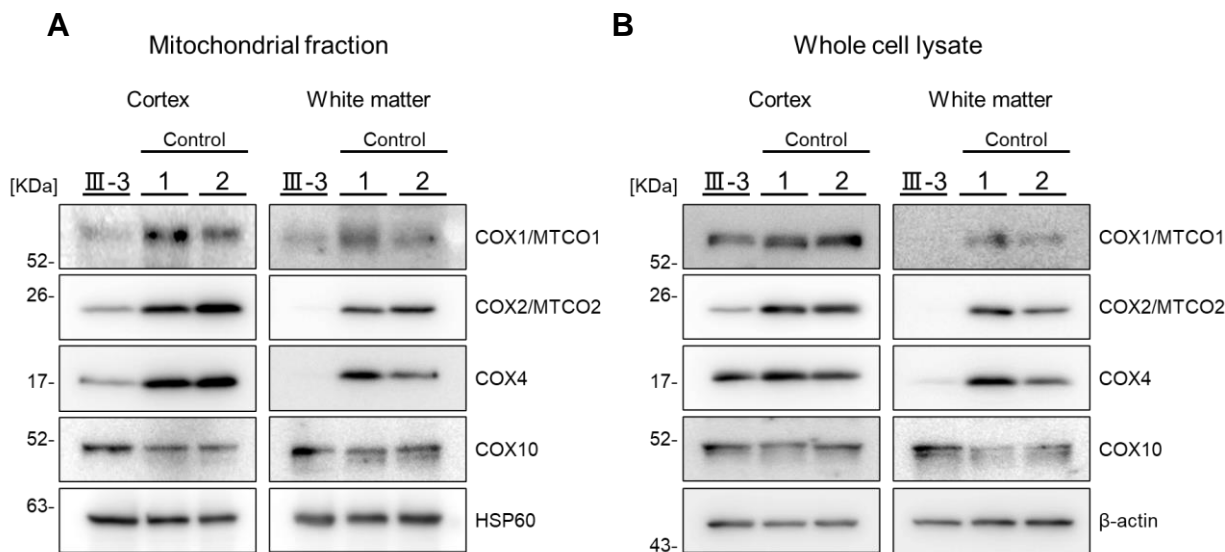 A
Mitochondrial fraction
Cortex
White matter
Control
Control
[KDa]
Ⅲ-3
1
2
Ⅲ-3
1
2
52-
COX1/MTCO1
26-
COX2/MTCO2
17-
COX4
52-
COX10
63-
HSP60
B
Whole cell lysate
Cortex
White matter
Control
Control
[KDa]
Ⅲ-3
1
2
Ⅲ-3
1
2
52-
COX1/MTCO1
26-
COX2/MTCO2
17-
COX4
52-
COX10
43-
β-actin